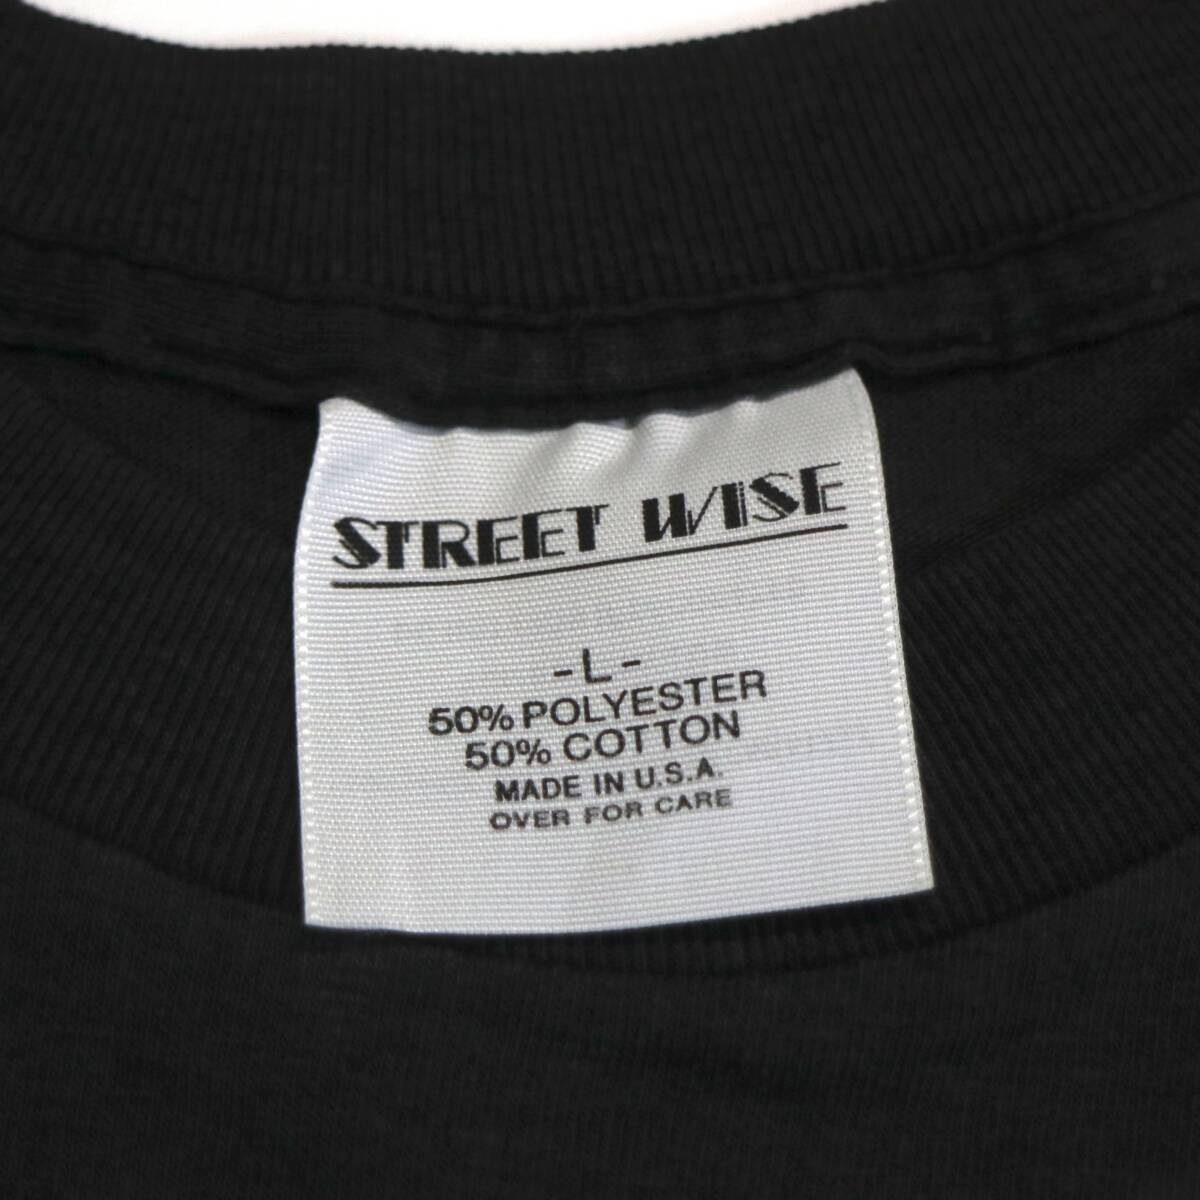 STREET WISE
-L-
50% POLYESTER
50% COTTON
MADE IN U.S.A.
OVER FOR CARE